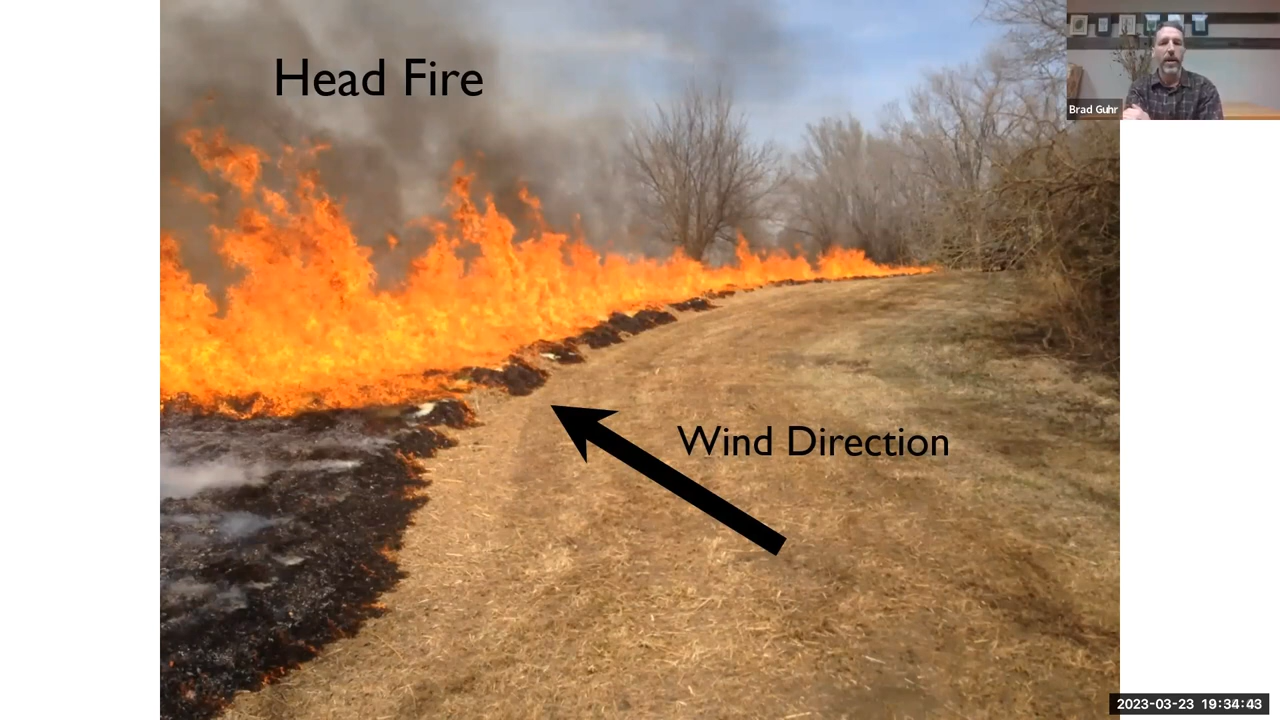 Head Fire
Brad Guhr
Wind Direction
2023-03-23 19:34:43